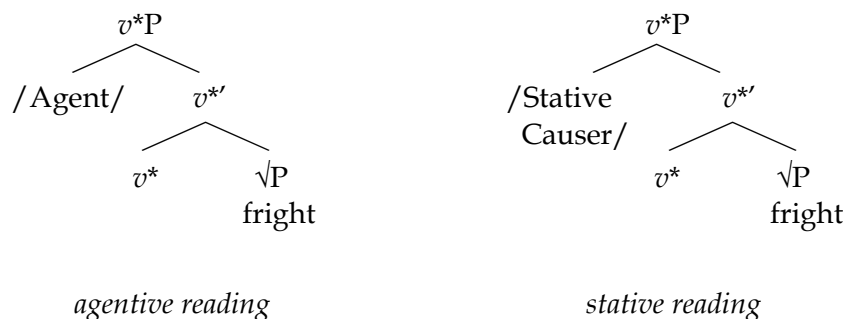 v*P v*P
/Agent/ v*′ /Stative Causer/ v*′
v* √P v* √P
fright fright
agentive reading stative reading